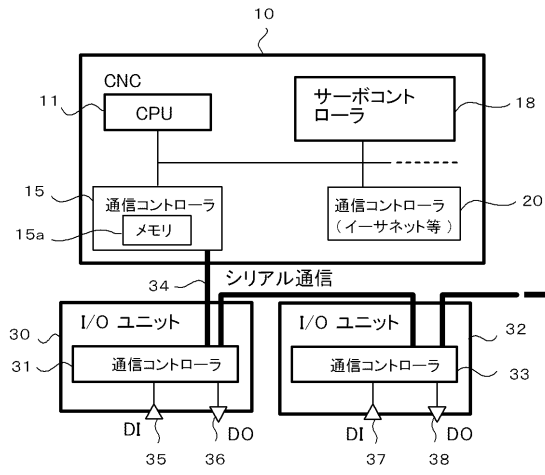 10
CNC
11
CPU
サーボコント
ローラ
18
15
通信コントローラ
15a
メモリ
通信コントローラ
(イーサネット等)
20
34
シリアル通信
30
I/O ユニット
31
通信コントローラ
DI
DO
35
36
I/O ユニット
32
通信コントローラ
33
DI
DO
37
38